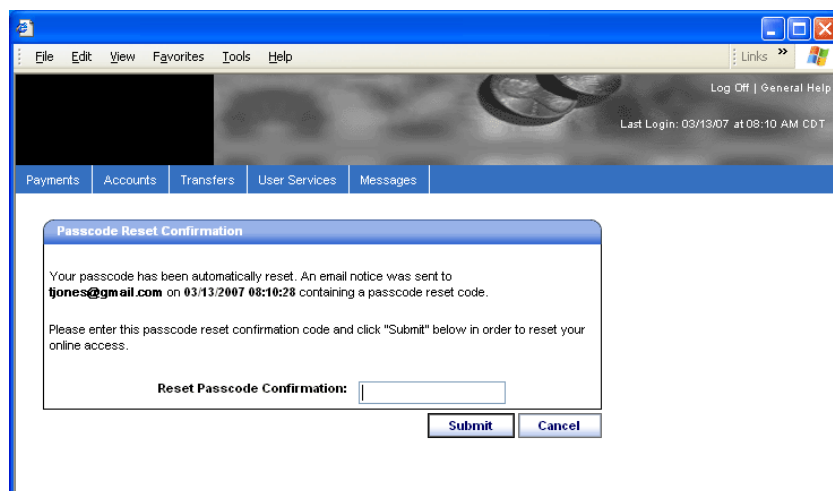 File Edit View Favorites Tools Help Links »
Log Off | General Help
Last Login: 03/13/07 at 08:10 AM CDT
Payments Accounts Transfers User Services Messages
Passcode Reset Confirmation
Your passcode has been automatically reset. An email notice was sent to
tjones@gmail.com on 03/13/2007 08:10:28 containing a passcode reset code.
Please enter this passcode reset confirmation code and click "Submit" below in order to reset your
online access.
Reset Passcode Confirmation:
Submit Cancel